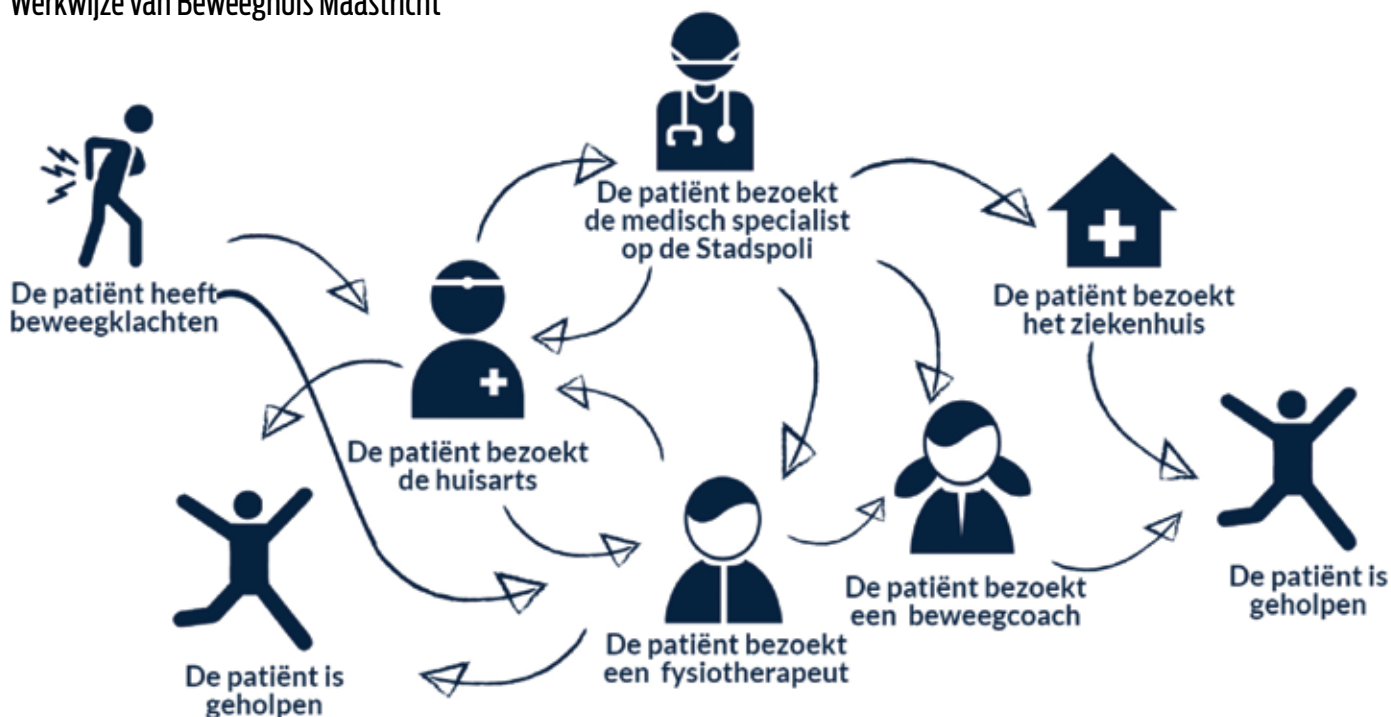 Werkwijze van Beweeghuis Maastricht
De patiënt bezoekt
de medisch specialist
op de Stadspoli
De patiënt heeft
beweegklachten
De patiënt bezoekt
het ziekenhuis
De patiënt bezoekt
de huisarts
De patiënt bezoekt
een beweegcoach
De patiënt is
geholpen
De patiënt bezoekt
een fysiotherapeut
De patiënt is
geholpen